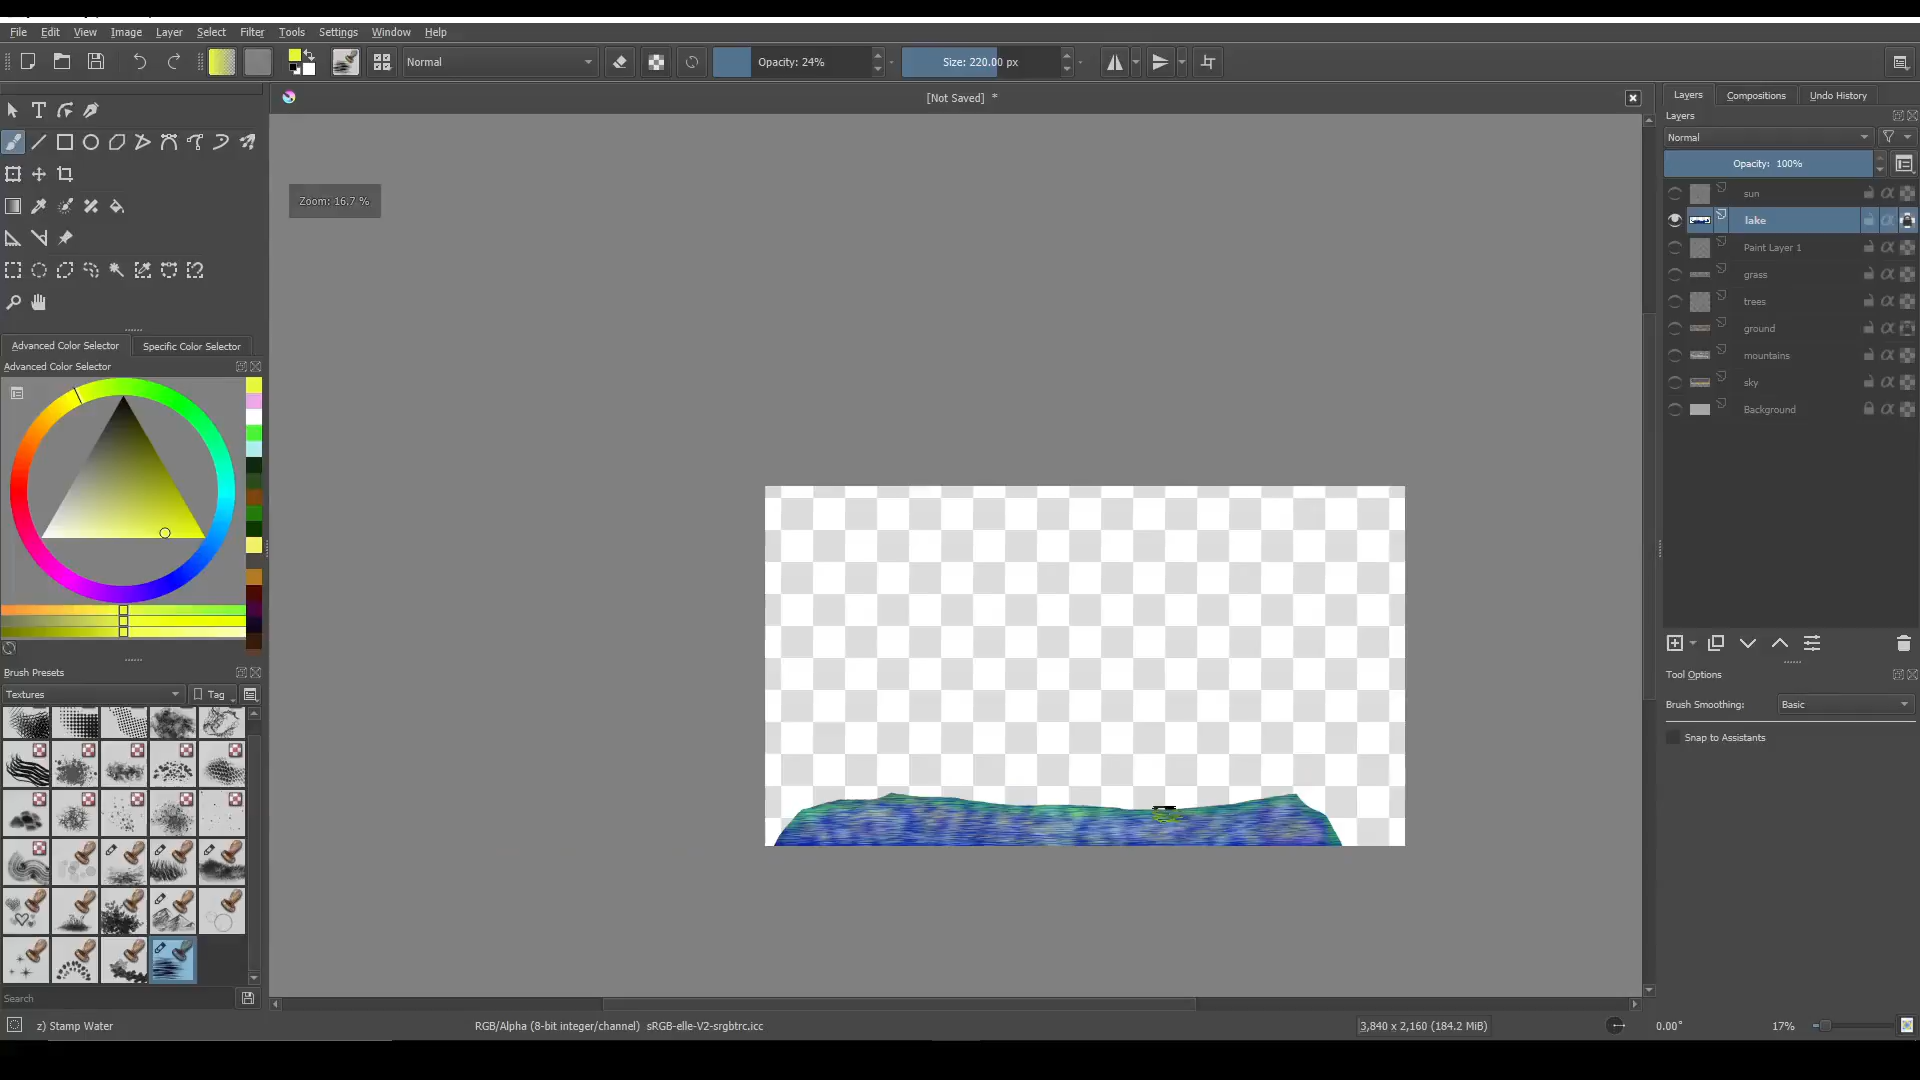 File Edit View Image Layer Select Filter Tools Settings Window Help
Normal
Opacity: 24%
Size: 220.00 px
[Not Saved] *
Zoom: 16.7 %
Advanced Color Selector
Specific Color Selector
Advanced Color Selector
Brush Presets
Textures
Tag
Search
z) Stamp Water
RGB/Alpha (8-bit integer/channel) sRGB-elle-V2-srgbtrc.icc
3,840 x 2,160 (184.2 MiB)
0.00°
17%
Layers Compositions Undo History
Layers
Normal
Opacity: 100%
sun
lake
Paint Layer 1
grass
trees
ground
mountains
sky
Background
Tool Options
Brush Smoothing: Basic
Snap to Assistants